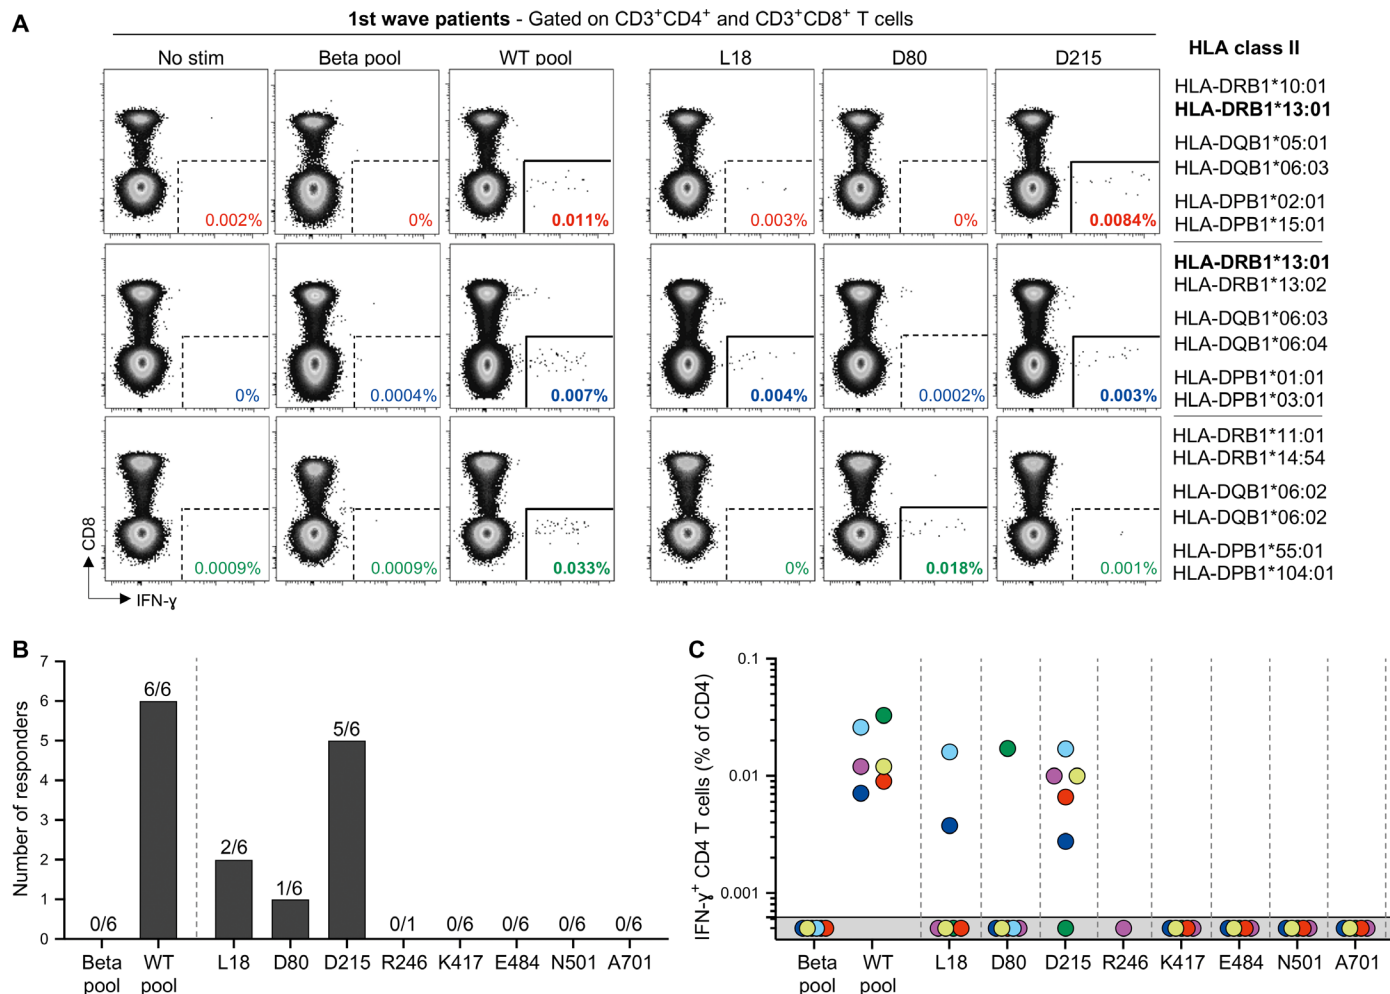 A
1st wave patients - Gated on CD3⁺CD4⁺ and CD3⁺CD8⁺ T cells
HLA class II
No stim Beta pool WT pool L18 D80 D215
0.002% 0% 0.011% 0.003% 0% 0.0084%
HLA-DRB1*10:01
HLA-DRB1*13:01
HLA-DQB1*05:01
HLA-DQB1*06:03
HLA-DPB1*02:01
HLA-DPB1*15:01
0% 0.0004% 0.007% 0.004% 0.0002% 0.003%
HLA-DRB1*13:01
HLA-DRB1*13:02
HLA-DQB1*06:03
HLA-DQB1*06:04
HLA-DPB1*01:01
HLA-DPB1*03:01
0.0009% 0.0009% 0.033% 0% 0.018% 0.001%
HLA-DRB1*11:01
HLA-DRB1*14:54
HLA-DQB1*06:02
HLA-DQB1*06:02
HLA-DPB1*55:01
HLA-DPB1*104:01
CD8
IFN-ɣ
B
Number of responders
7
6
5
4
3
2
1
0
0/6 6/6 2/6 1/6 5/6 0/1 0/6 0/6 0/6 0/6
Beta pool WT pool L18 D80 D215 R246 K417 E484 N501 A701
C
IFN-ɣ⁺ CD4 T cells (% of CD4)
0.1
0.01
0.001
Beta pool WT pool L18 D80 D215 R246 K417 E484 N501 A701